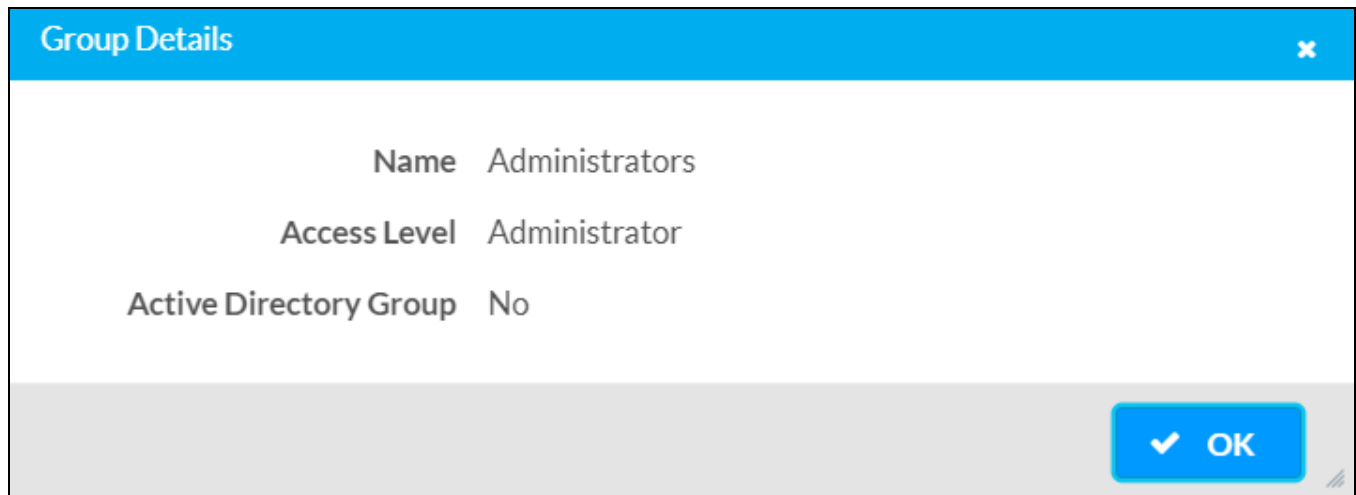 Group Details
Name Administrators
Access Level Administrator
Active Directory Group No
OK